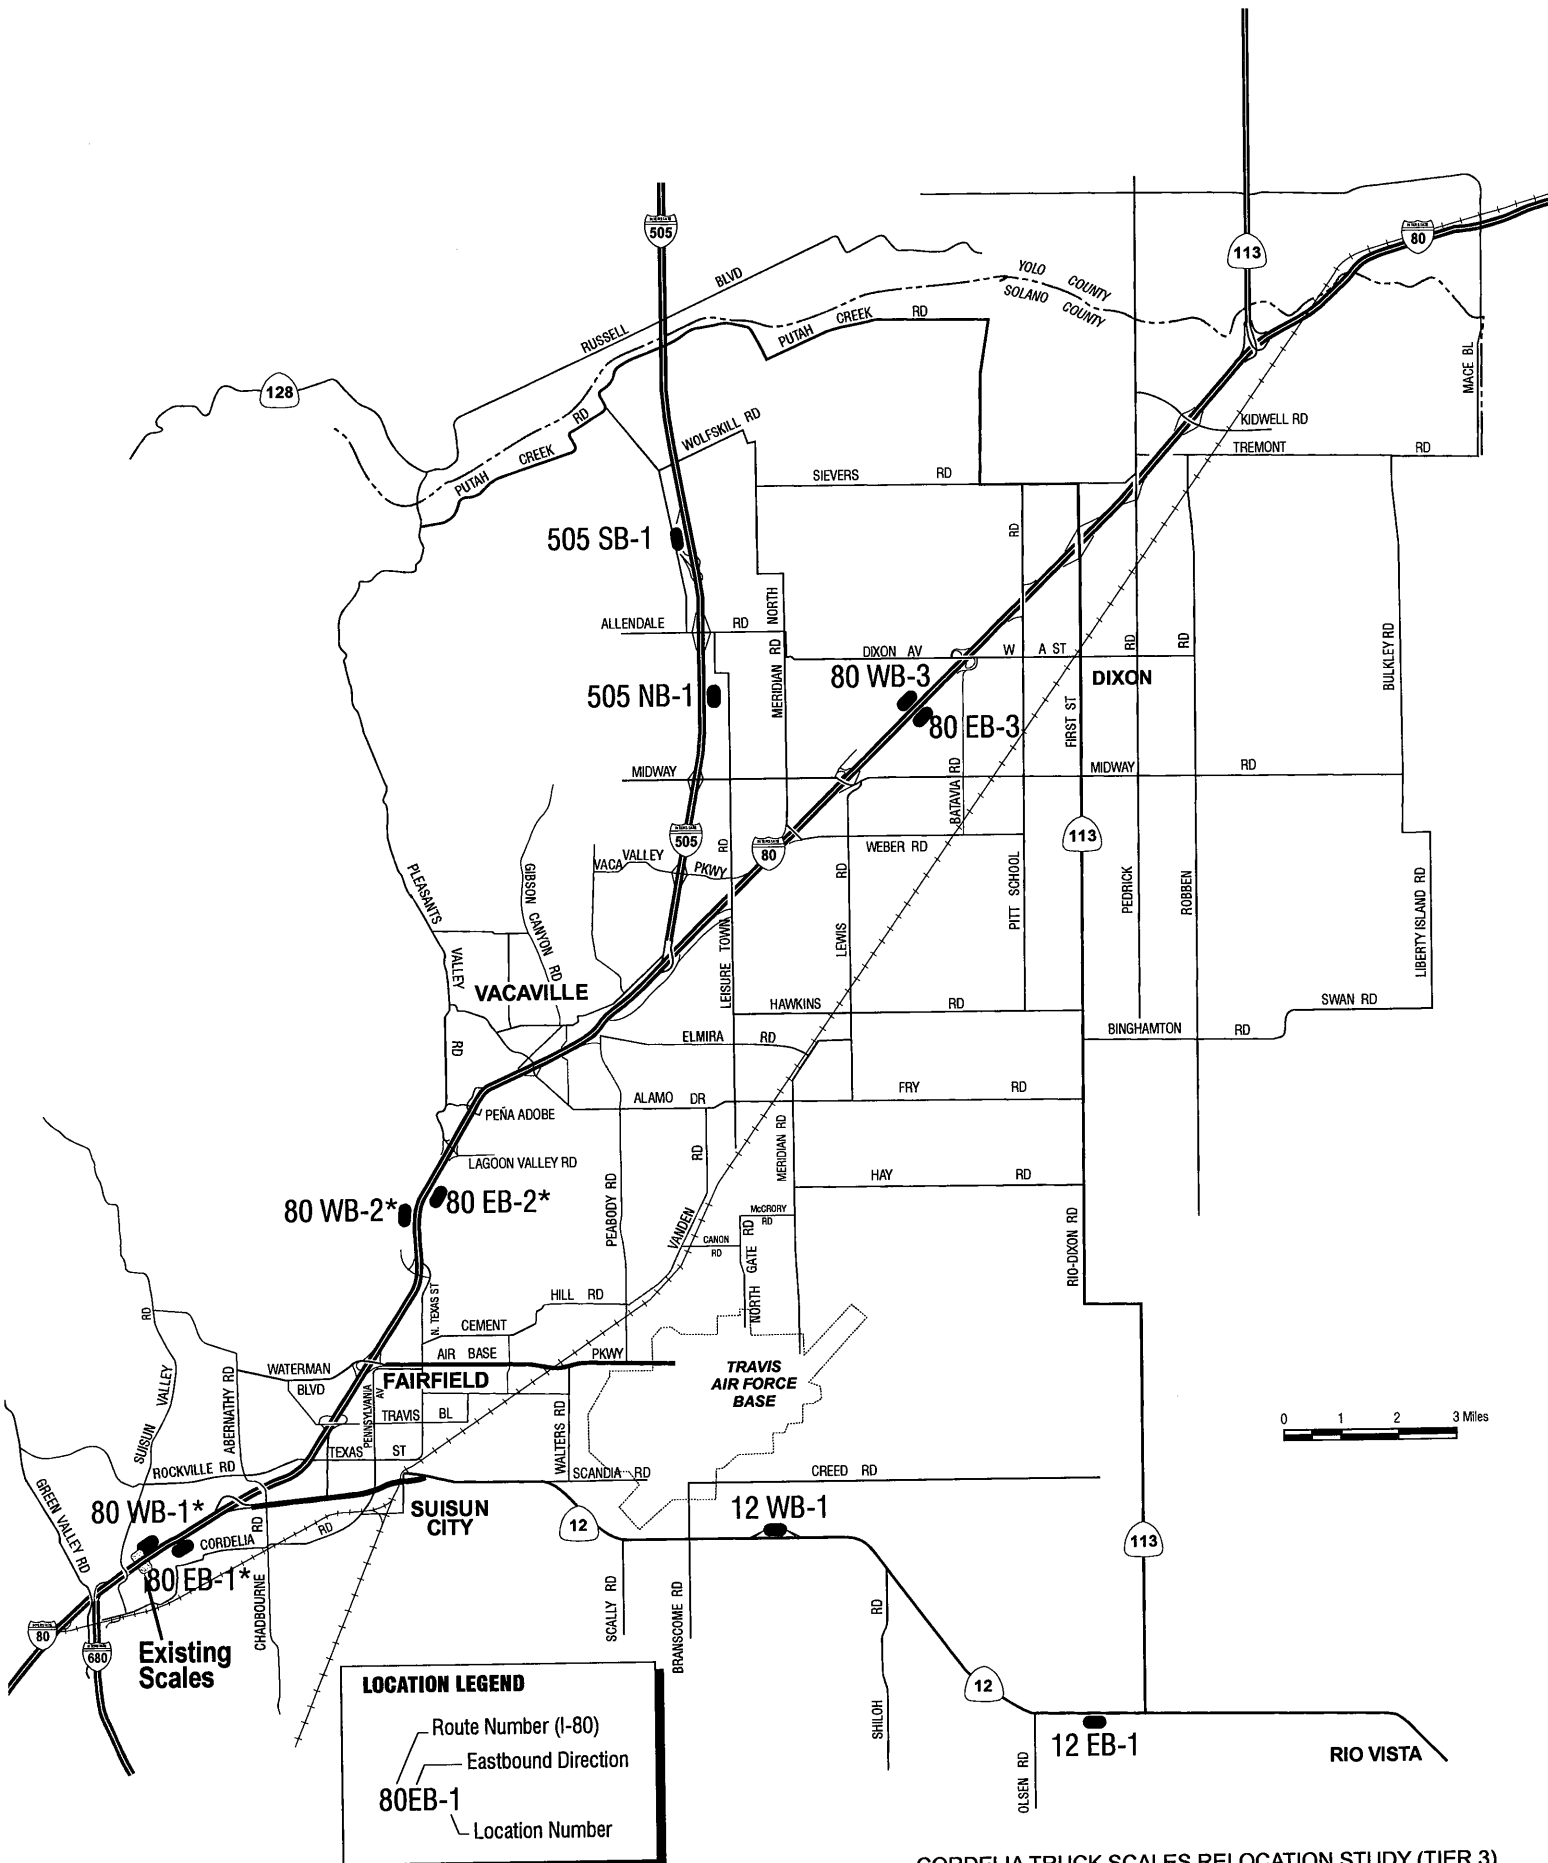 505
113
80
YOLO COUNTY
SOLANO COUNTY
RUSSELL BLVD
PUTAH CREEK RD
128
MACE BL
PUTAH CREEK RD
WOLFSKILL RD
KIDWELL RD
TREMONT RD
SIEVERS RD
505 SB-1
RD
ALLENDALE RD
NORTH
MERIDIAN RD
DIXON AV
W A ST
RD
RD
BULKLEY RD
80 WB-3
DIXON
505 NB-1
80 EB-3
FIRST ST
MIDWAY
MIDWAY RD
BATAVIA RD
505
80
113
WEBER RD
VACA VALLEY PKWY
RD
PLEASANTS
GIBSON CANYON RD
RD
PITT SCHOOL
PEDRICK
ROBBEN
LIBERTY ISLAND RD
LEISURE TOWN
LEWIS
VALLEY
VACAVILLE
HAWKINS RD
SWAN RD
BINGHAMTON RD
RD
ELMIRA RD
FRY RD
ALAMO DR
PEÑA ADOBE
LAGOON VALLEY RD
RD
MERIDIAN RD
HAY RD
80 WB-2*
80 EB-2*
PEABODY RD
VANDEN
McCRORY
RD
CANON
RD
NORTH GATE RD
RIO-DIXON RD
N. TEXAS ST
HILL RD
CEMENT
RD
AIR BASE PKWY
WATERMAN
BLVD
FAIRFIELD
TRAVIS
AIR FORCE
BASE
SUISUN VALLEY
ABERNATHY RD
PENNSYLVANIA
AV
TRAVIS BL
TEXAS ST
WALTERS RD
0 1 2 3 Miles
ROCKVILLE RD
SCANDIA RD
CREED RD
GREEN VALLEY RD
80 WB-1*
SUISUN
CITY
12
12 WB-1
113
CORDELIA RD
RD
80 EB-1*
CHADBOURNE
SCALLY RD
BRANSCOME RD
RD
80
680
Existing
Scales
SHILOH
12
12 EB-1
OLSEN RD
RIO VISTA
LOCATION LEGEND
Route Number (I-80)
Eastbound Direction
80EB-1
Location Number
CORDELIA TRUCK SCALES RELOCATION STUDY (TIER 3)